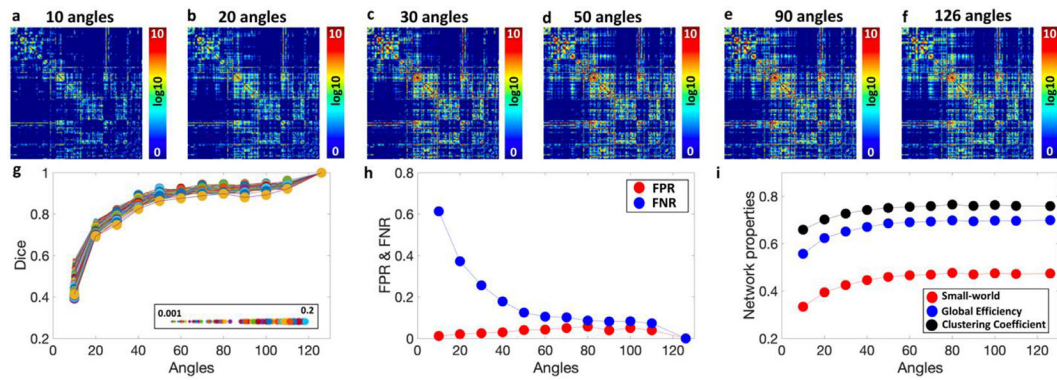 a 10 angles b 20 angles c 30 angles d 50 angles e 90 angles f 126 angles
10 10 10 10 10 10
log10 log10 log10 log10 log10 log10
0 0 0 0 0 0
g h i
1
0.8
0.6
0.4
0.2
Dice
0.001 0.2
0 20 40 60 80 100 120
Angles
0.8
0.6
0.4
0.2
0
FPR & FNR
FPR
FNR
0 20 40 60 80 100 120
Angles
0.8
0.6
0.4
0.2
Network properties
Small-world
Global Efficiency
Clustering Coefficient
0 20 40 60 80 100 120
Angles